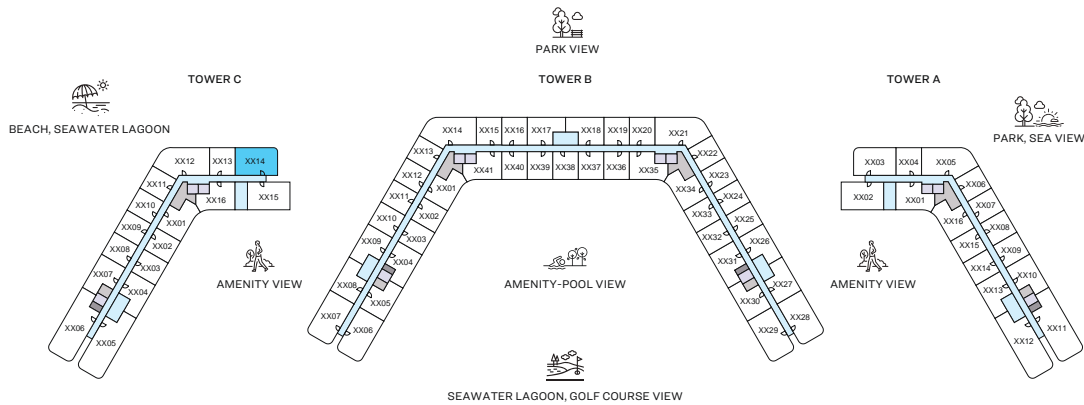 PARK VIEW
TOWER C
TOWER B
TOWER A
BEACH, SEAWATER LAGOON
PARK, SEA VIEW
XX12
XX13
XX14
XX11
XX10
XX09
XX08
XX07
XX06
XX05
XX04
XX03
XX02
XX01
XX16
XX15
AMENITY VIEW
XX14
XX15
XX16
XX17
XX18
XX19
XX20
XX21
XX13
XX12
XX11
XX10
XX09
XX08
XX07
XX06
XX05
XX04
XX03
XX02
XX01
XX41
XX40
XX39
XX38
XX37
XX36
XX35
XX34
XX33
XX32
XX31
XX30
XX29
XX22
XX23
XX24
XX25
XX26
XX27
XX28
AMENITY-POOL VIEW
XX03
XX04
XX05
XX02
XX01
XX06
XX07
XX08
XX09
XX10
XX11
XX16
XX15
XX14
XX13
XX12
AMENITY VIEW
SEAWATER LAGOON, GOLF COURSE VIEW